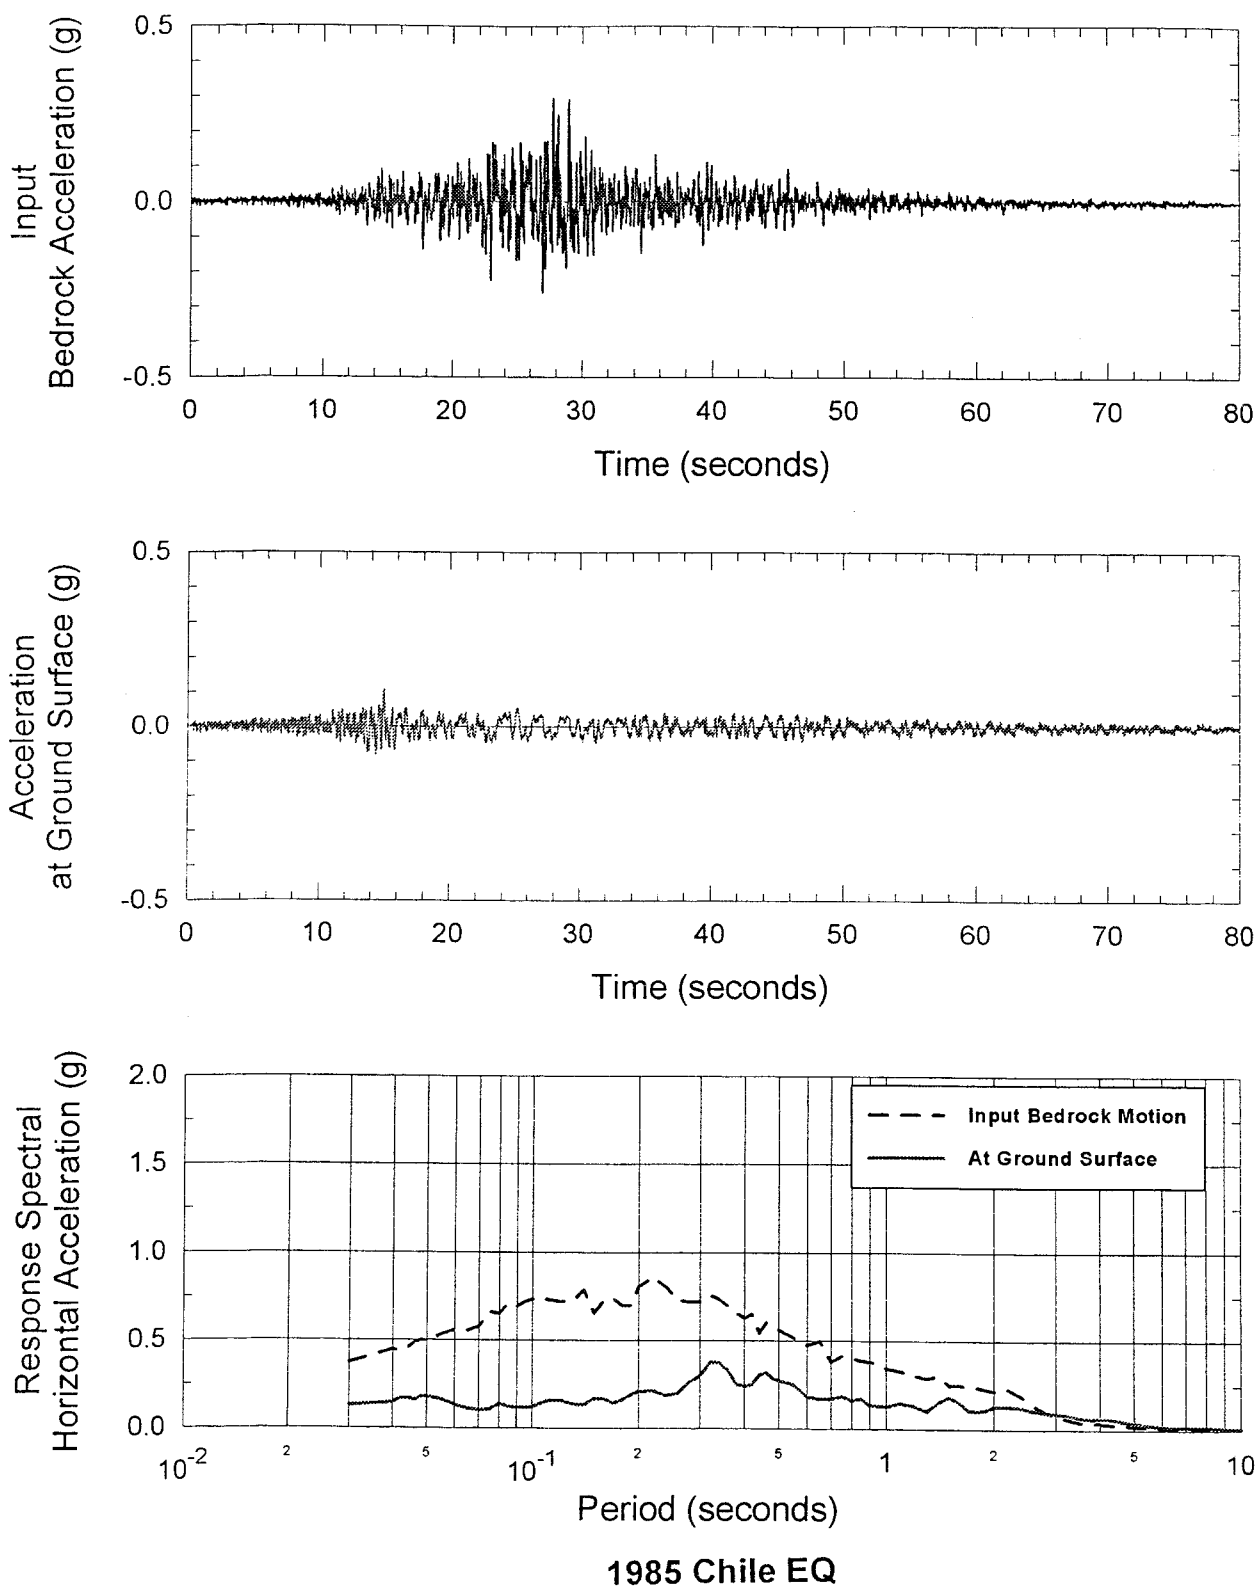 0.5
0.0
-0.5
Input
Bedrock Acceleration (g)
0 10 20 30 40 50 60 70 80
Time (seconds)
0.5
0.0
-0.5
Acceleration
at Ground Surface (g)
0 10 20 30 40 50 60 70 80
Time (seconds)
2.0
1.5
1.0
0.5
0.0
Response Spectral
Horizontal Acceleration (g)
Input Bedrock Motion
At Ground Surface
10-2 2 5 10-1 2 5 1 2 5 10
Period (seconds)
1985 Chile EQ